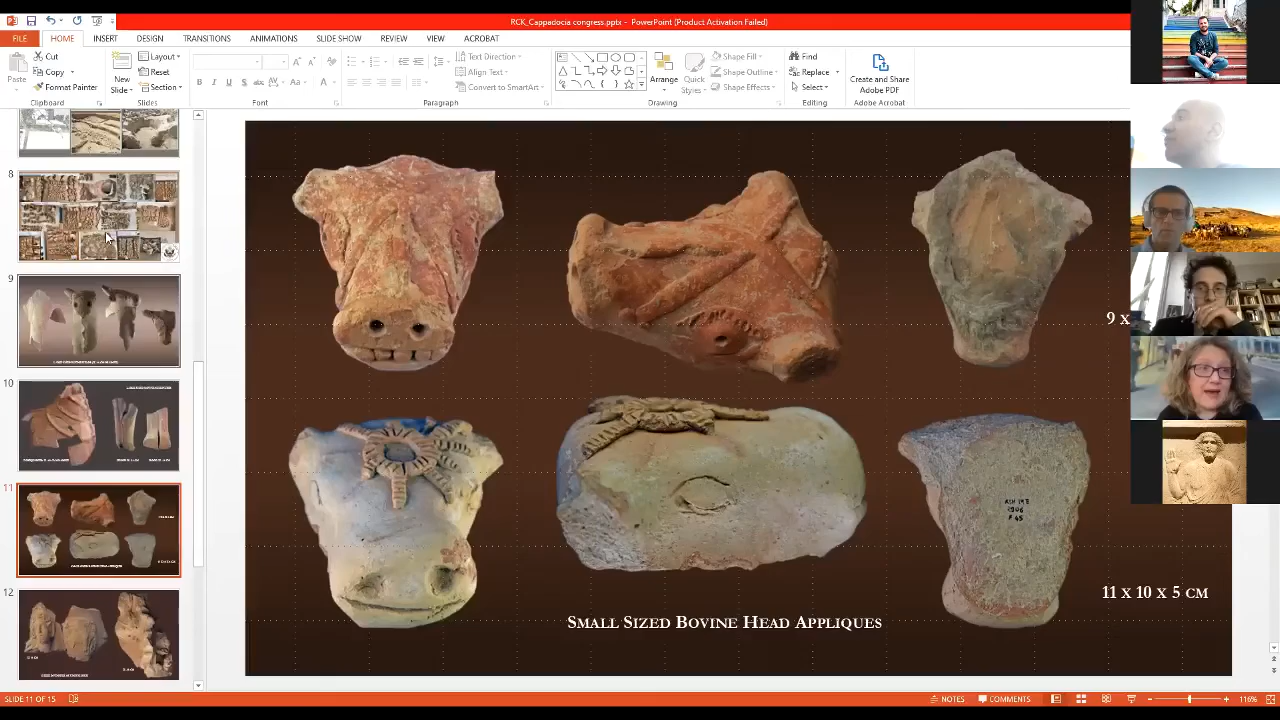 RCK_Cappadocia congress.pptx - PowerPoint (Product Activation Failed)
FILE HOME INSERT DESIGN TRANSITIONS ANIMATIONS SLIDE SHOW REVIEW VIEW ACROBAT
Paste
Cut
Copy
Format Painter
Clipboard
New
Slide
Layout
Reset
Section
Slides
Font
Text Direction
Align Text
Convert to SmartArt
Paragraph
Arrange
Quick
Styles
Shape Fill
Shape Outline
Shape Effects
Drawing
Find
Replace
Select
Editing
Create and Share
Adobe PDF
Adobe Acrobat
8
9
10
11
12
9 x
11 x 10 x 5 cm
Small Sized Bovine Head Appliques
SLIDE 11 OF 15
NOTES
COMMENTS
116%